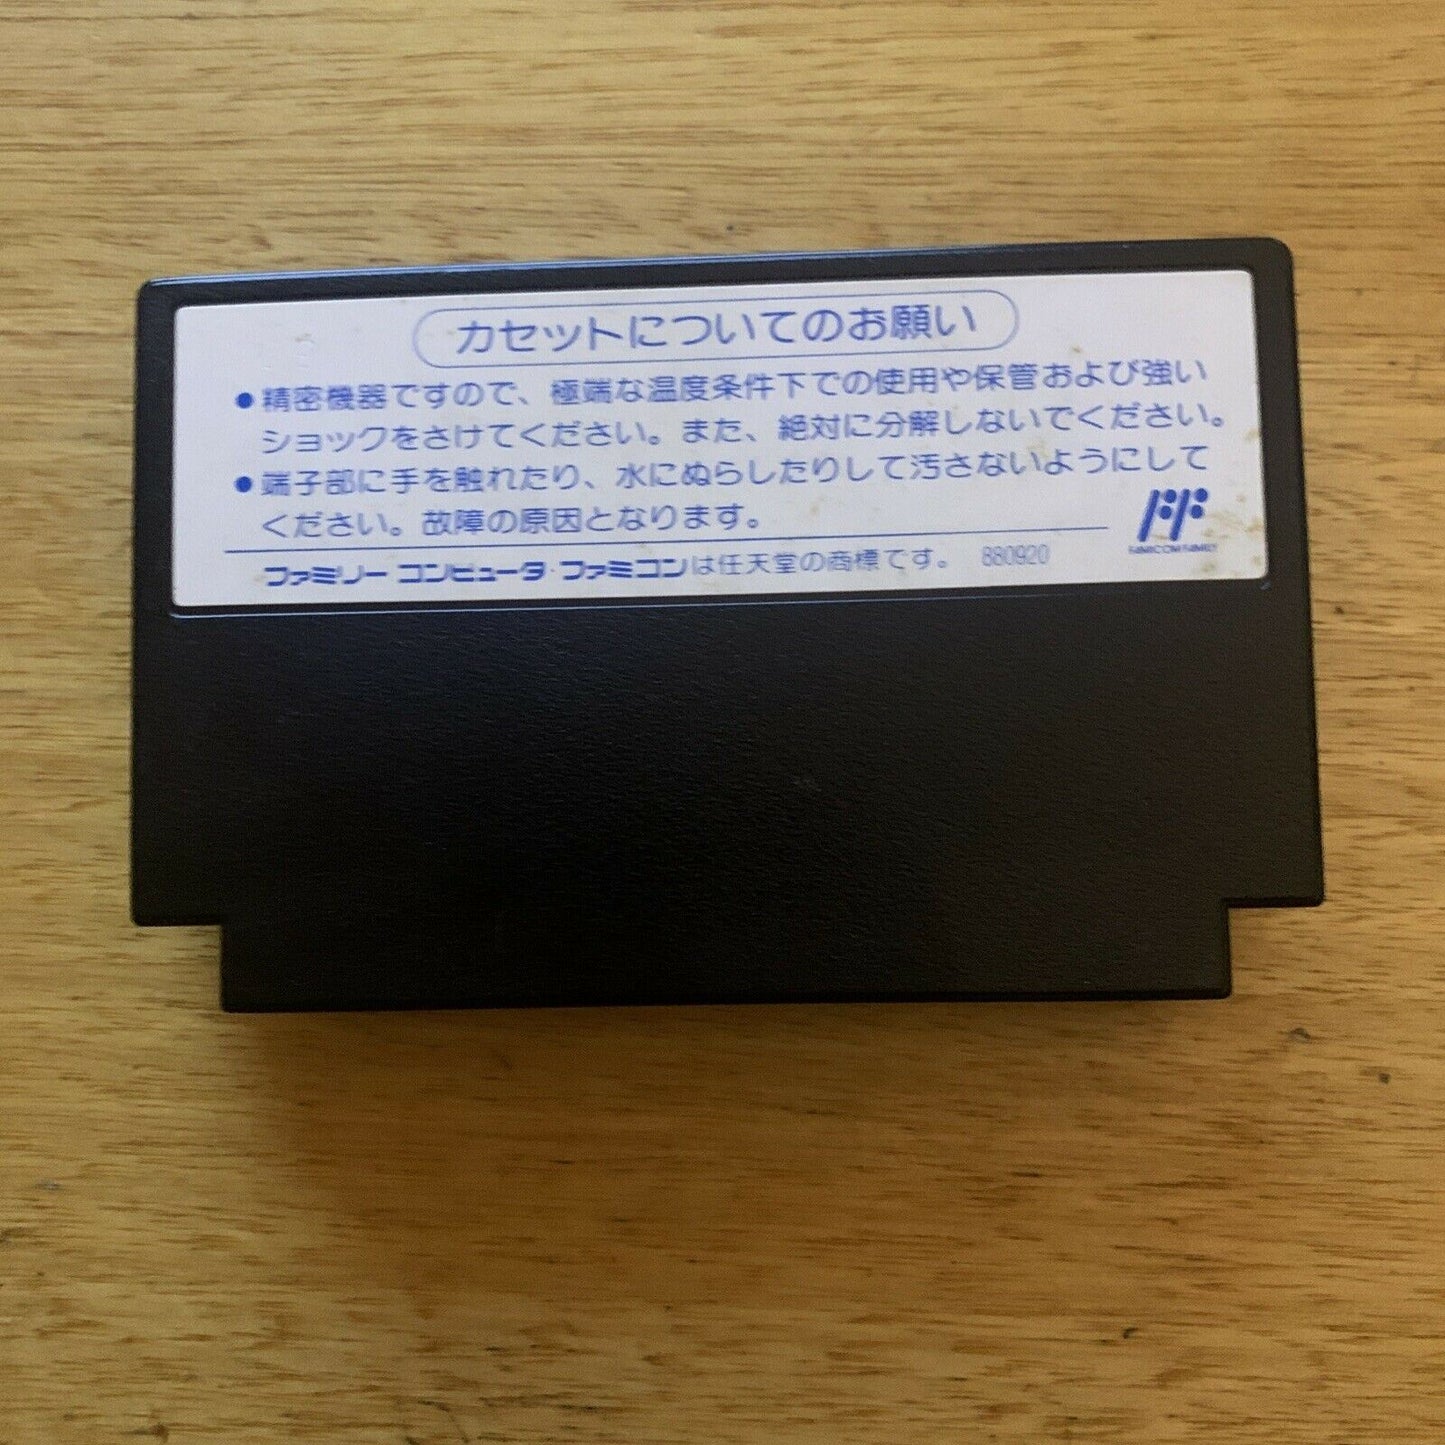 カセットについてのお願い
●精密機器ですので、極端な温度条件下での使用や保管および強い
ショックをさけてください。また、絶対に分解しないでください。
●端子部に手を触れたり、水にぬらしたりして汚さないようにして
ください。故障の原因となります。
FAMICOM FAMILY
ファミリー コンピュータ・ファミコンは任天堂の商標です。 880920